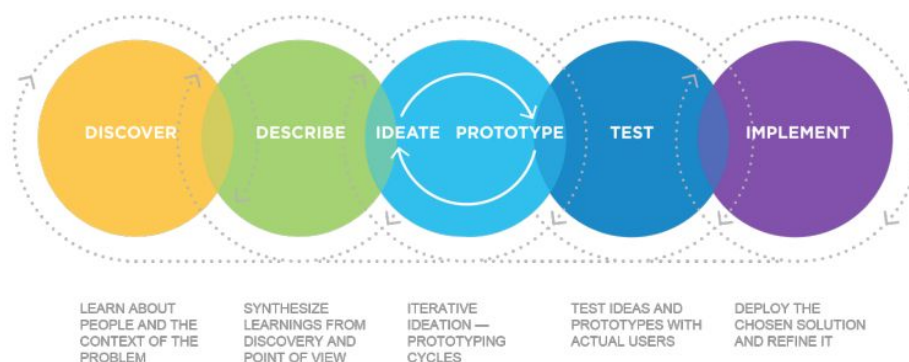 DISCOVER
DESCRIBE
IDEATE PROTOTYPE
TEST
IMPLEMENT
LEARN ABOUT
PEOPLE AND THE
CONTEXT OF THE
PROBLEM
SYNTHESIZE
LEARNINGS FROM
DISCOVERY AND
POINT OF VIEW
ITERATIVE
IDEATION —
PROTOTYPING
CYCLES
TEST IDEAS AND
PROTOTYPES WITH
ACTUAL USERS
DEPLOY THE
CHOSEN SOLUTION
AND REFINE IT